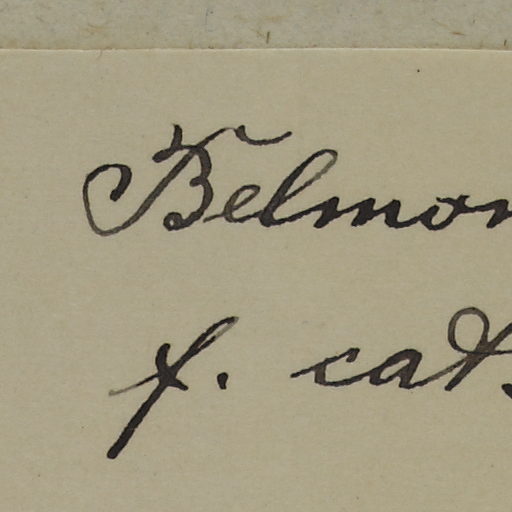 Belmon
f. cat.